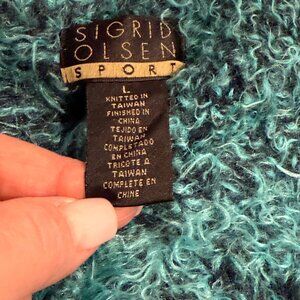 SIGRID
OLSEN
SPORT
L
KNITTED IN
TAIWAN
FINISHED IN
CHINA
TEJIDO EN
TAIWAN
COMPLETADO
EN CHINA
TRICOTE A
TAIWAN
COMPLETE EN
CHINE